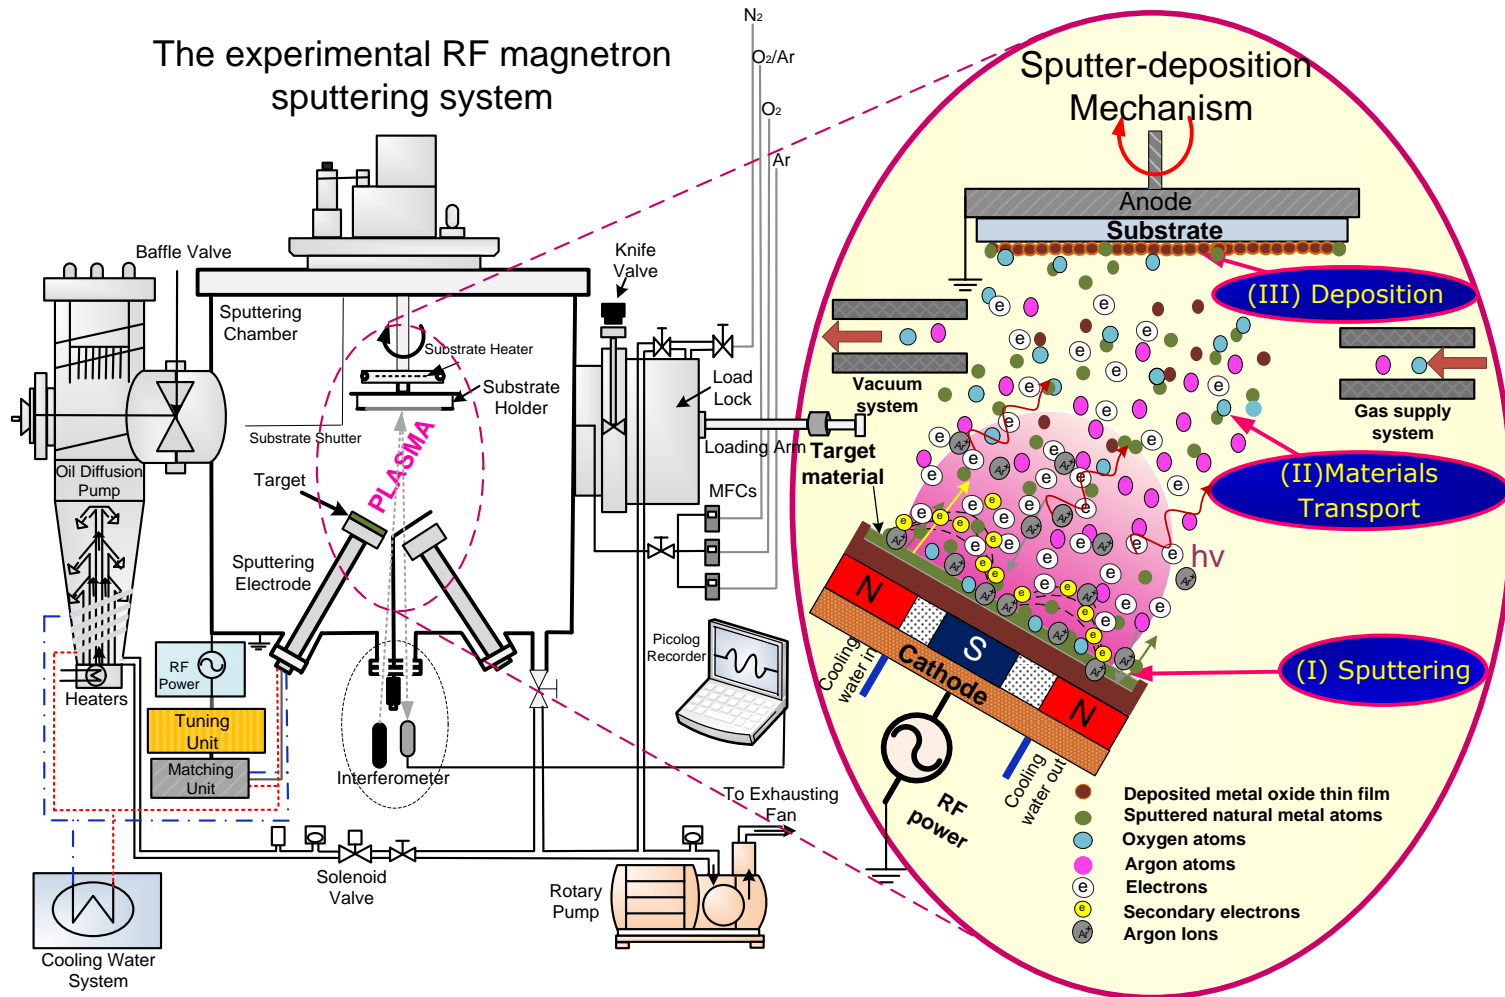 The experimental RF magnetron
sputtering system
N2
O2/Ar
O2
Ar
Baffle Valve
Knife
Valve
Sputtering
Chamber
Substrate Heater
Substrate
Holder
Load
Lock
Substrate Shutter
Loading Arm
PLASMA
Oil Diffusion
Pump
Target
MFCs
Sputtering
Electrode
Picolog
Recorder
RF
Power
Heaters
Tuning
Unit
Matching
Unit
Interferometer
To Exhausting
Fan
Solenoid
Valve
Rotary
Pump
Cooling Water
System
Sputter-deposition
Mechanism
Anode
Substrate
(III) Deposition
Vacuum
system
Gas supply
system
Target
material
(II)Materials
Transport
hv
(I) Sputtering
N
S
N
Cathode
Cooling
water in
Cooling
water out
RF
power
Deposited metal oxide thin film
Sputtered natural metal atoms
Oxygen atoms
Argon atoms
e
Electrons
e
Secondary electrons
Ar+
Argon Ions